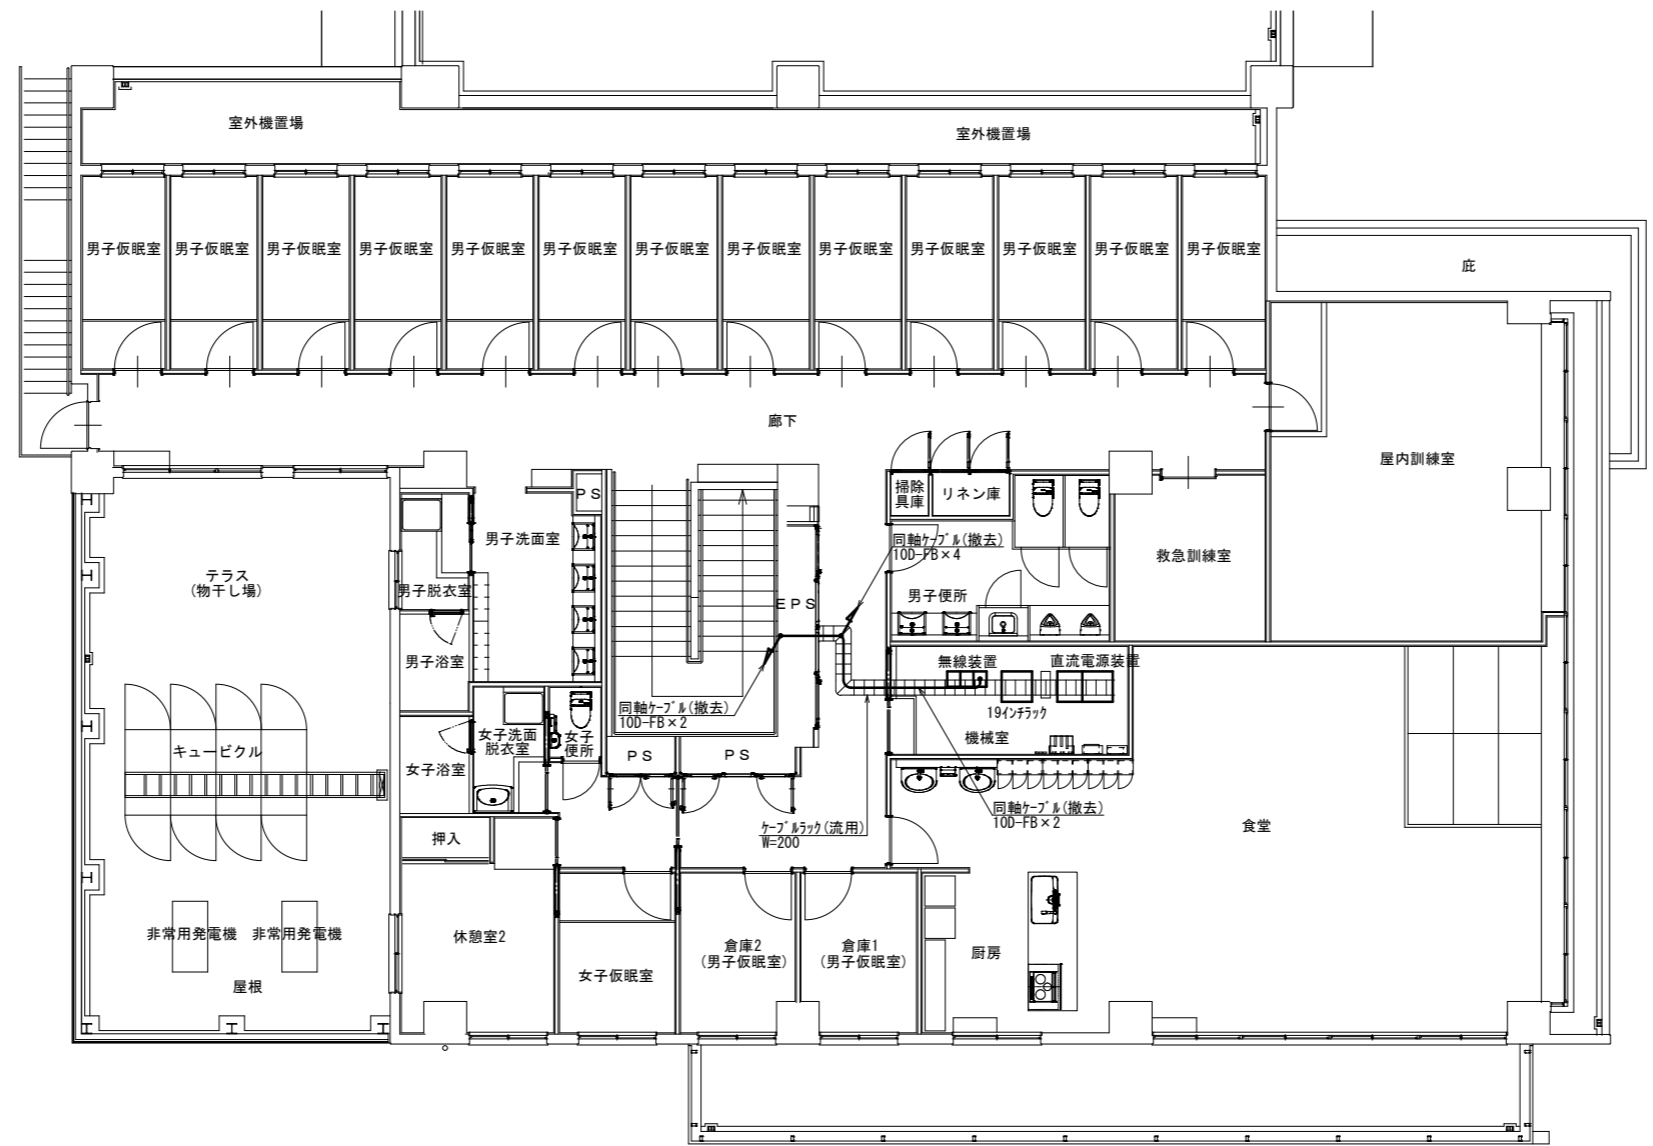 室外機置場
室外機置場
男子仮眠室
男子仮眠室
男子仮眠室
男子仮眠室
男子仮眠室
男子仮眠室
男子仮眠室
男子仮眠室
男子仮眠室
男子仮眠室
男子仮眠室
男子仮眠室
男子仮眠室
庇
廊下
屋内訓練室
PS
掃除
具庫
リネン庫
男子洗面室
同軸ケーブル(撤去)
10D-FB×4
救急訓練室
テラス
(物干し場)
男子脱衣室
EPS
男子便所
男子浴室
無線装置
直流電源装置
同軸ケーブル(撤去)
10D-FB×2
19インチラック
機械室
女子洗面
脱衣室
女子
便所
キュービクル
PS
PS
女子浴室
同軸ケーブル(撤去)
10D-FB×2
ケーブルラック(流用)
W=200
食堂
押入
非常用発電機
非常用発電機
休憩室2
倉庫2
(男子仮眠室)
倉庫1
(男子仮眠室)
厨房
女子仮眠室
屋根